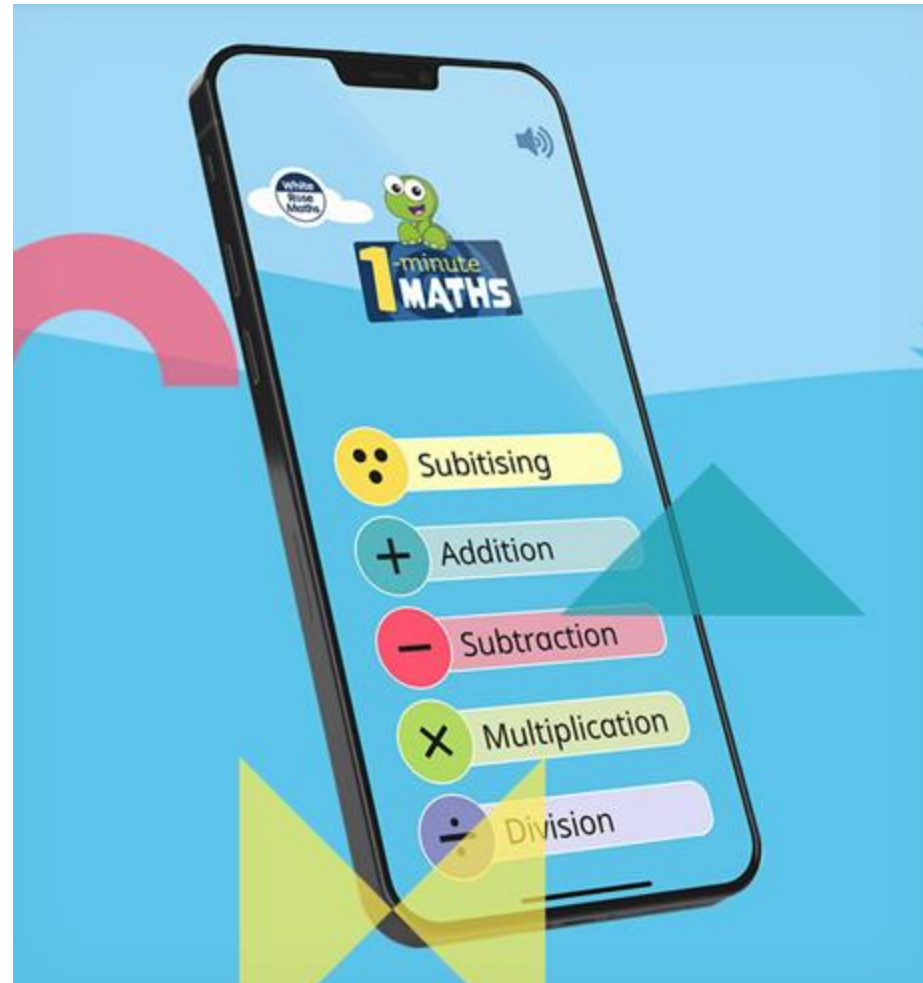 White
Rose
Maths
1-minute
MATHS
Subitising
+ Addition
− Subtraction
× Multiplication
÷ Division